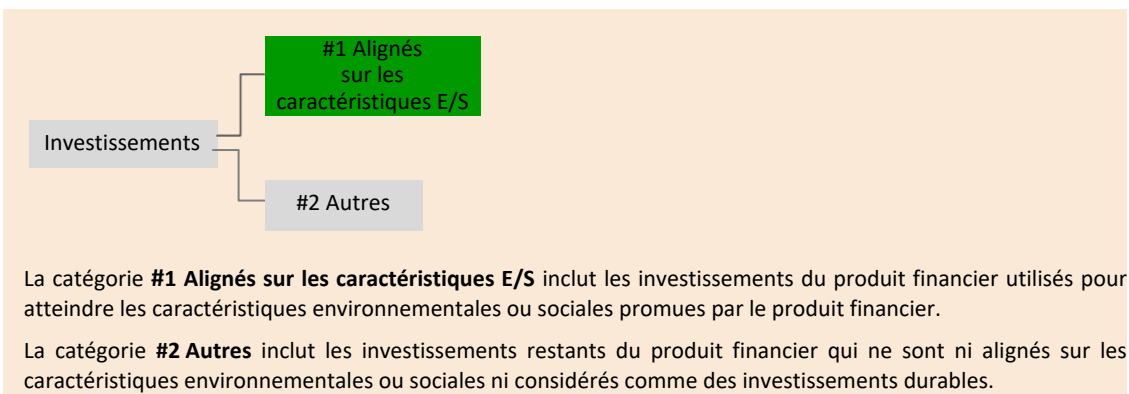 #1 Alignés
sur les
caractéristiques E/S
Investissements
#2 Autres
La catégorie #1 Alignés sur les caractéristiques E/S inclut les investissements du produit financier utilisés pour
atteindre les caractéristiques environnementales ou sociales promues par le produit financier.
La catégorie #2 Autres inclut les investissements restants du produit financier qui ne sont ni alignés sur les
caractéristiques environnementales ou sociales ni considérés comme des investissements durables.